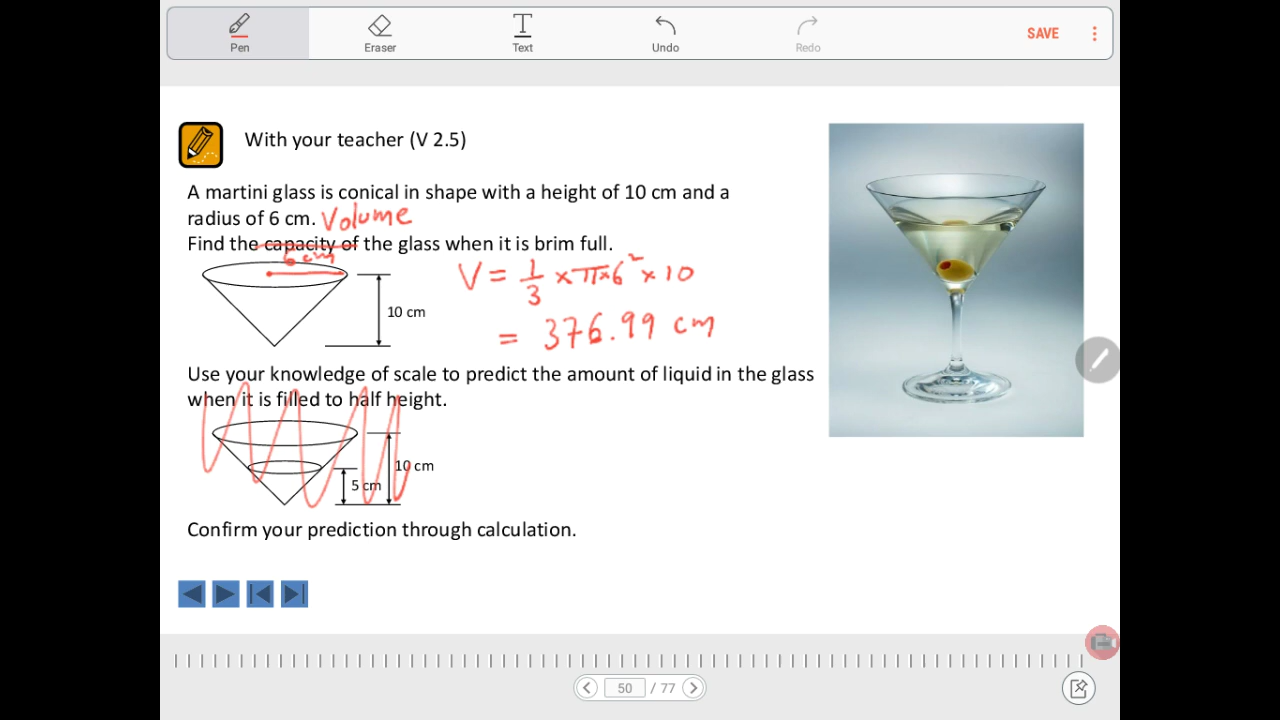 Pen Eraser Text Undo Redo SAVE
With your teacher (V 2.5)
A martini glass is conical in shape with a height of 10 cm and a
radius of 6 cm. Volume
Find the capacity of the glass when it is brim full.
6 cm
10 cm
V = 1/3 × π × 6² × 10
= 376.99 cm
Use your knowledge of scale to predict the amount of liquid in the glass
when it is filled to half height.
10 cm
5 cm
Confirm your prediction through calculation.
50 / 77